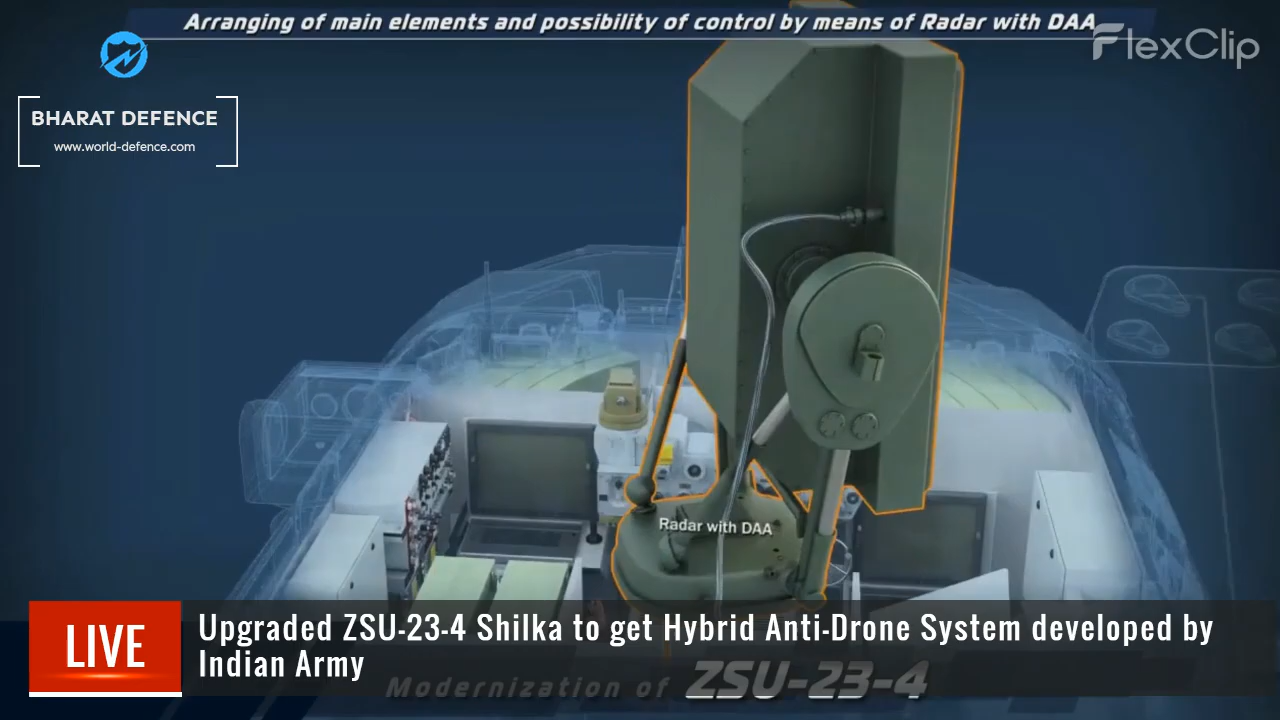 Arranging of main elements and possibility of control by means of Radar with DAA
FlexClip
BHARAT DEFENCE
www.world-defence.com
Radar with DAA
LIVE
Upgraded ZSU-23-4 Shilka to get Hybrid Anti-Drone System developed by
Indian Army
Modernization of ZSU-23-4